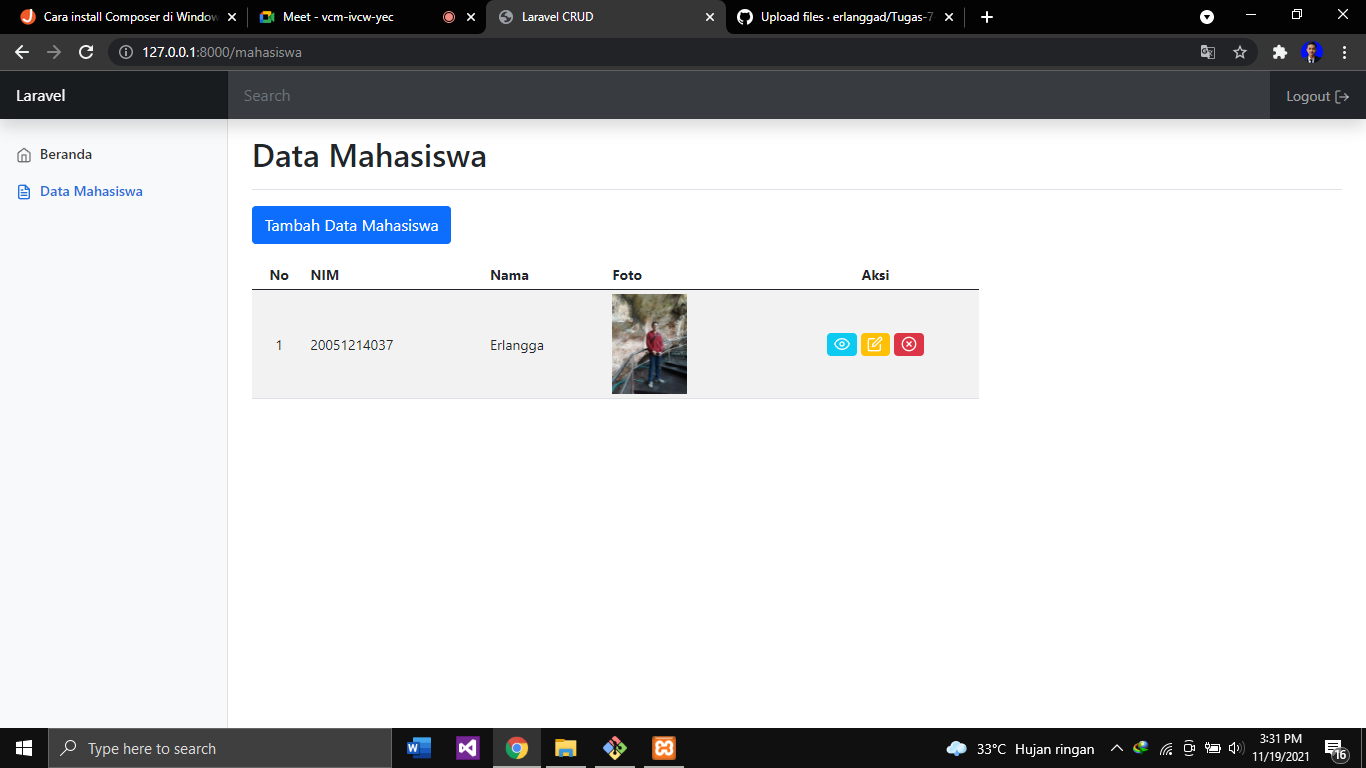 Cara install Composer di Window
Meet - vcm-ivcw-yec
Laravel CRUD
Upload files · erlanggad/Tugas-7
127.0.0.1:8000/mahasiswa
Laravel
Search
Logout
Beranda
Data Mahasiswa
Data Mahasiswa
Tambah Data Mahasiswa
No NIM Nama Foto Aksi
1 20051214037 Erlangga
Type here to search
33°C Hujan ringan
3:31 PM
11/19/2021
16